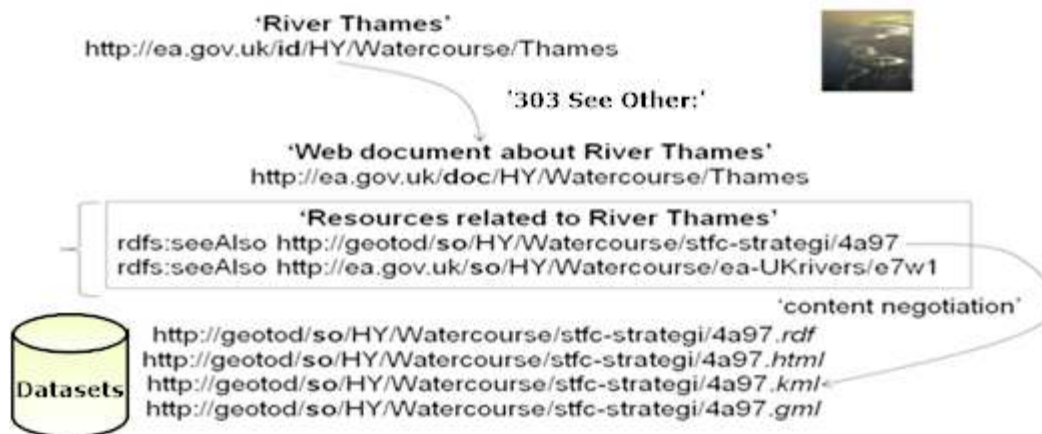 ‘River Thames’
http://ea.gov.uk/id/HY/Watercourse/Thames
'303 See Other:'
‘Web document about River Thames’
http://ea.gov.uk/doc/HY/Watercourse/Thames
‘Resources related to River Thames’
rdfs:seeAlso http://geotod/so/HY/Watercourse/stfc-strategi/4a97
rdfs:seeAlso http://ea.gov.uk/so/HY/Watercourse/ea-UKrivers/e7w1
‘content negotiation’
Datasets
http://geotod/so/HY/Watercourse/stfc-strategi/4a97.rdf
http://geotod/so/HY/Watercourse/stfc-strategi/4a97.html
http://geotod/so/HY/Watercourse/stfc-strategi/4a97.kml
http://geotod/so/HY/Watercourse/stfc-strategi/4a97.gml